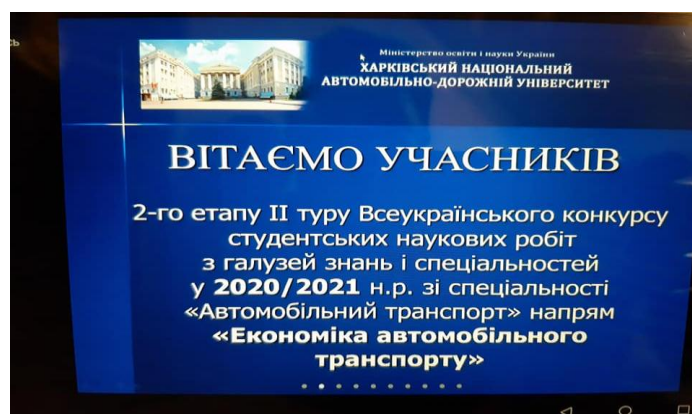 сь
Міністерство освіти і науки України
ХАРКІВСЬКИЙ НАЦІОНАЛЬНИЙ
АВТОМОБІЛЬНО-ДОРОЖНІЙ УНІВЕРСИТЕТ
ВІТАЄМО УЧАСНИКІВ
2-го етапу ІІ туру Всеукраїнського конкурсу
студентських наукових робіт
з галузей знань і спеціальностей
у 2020/2021 н.р. зі спеціальності
«Автомобільний транспорт» напрям
«Економіка автомобільного
транспорту»